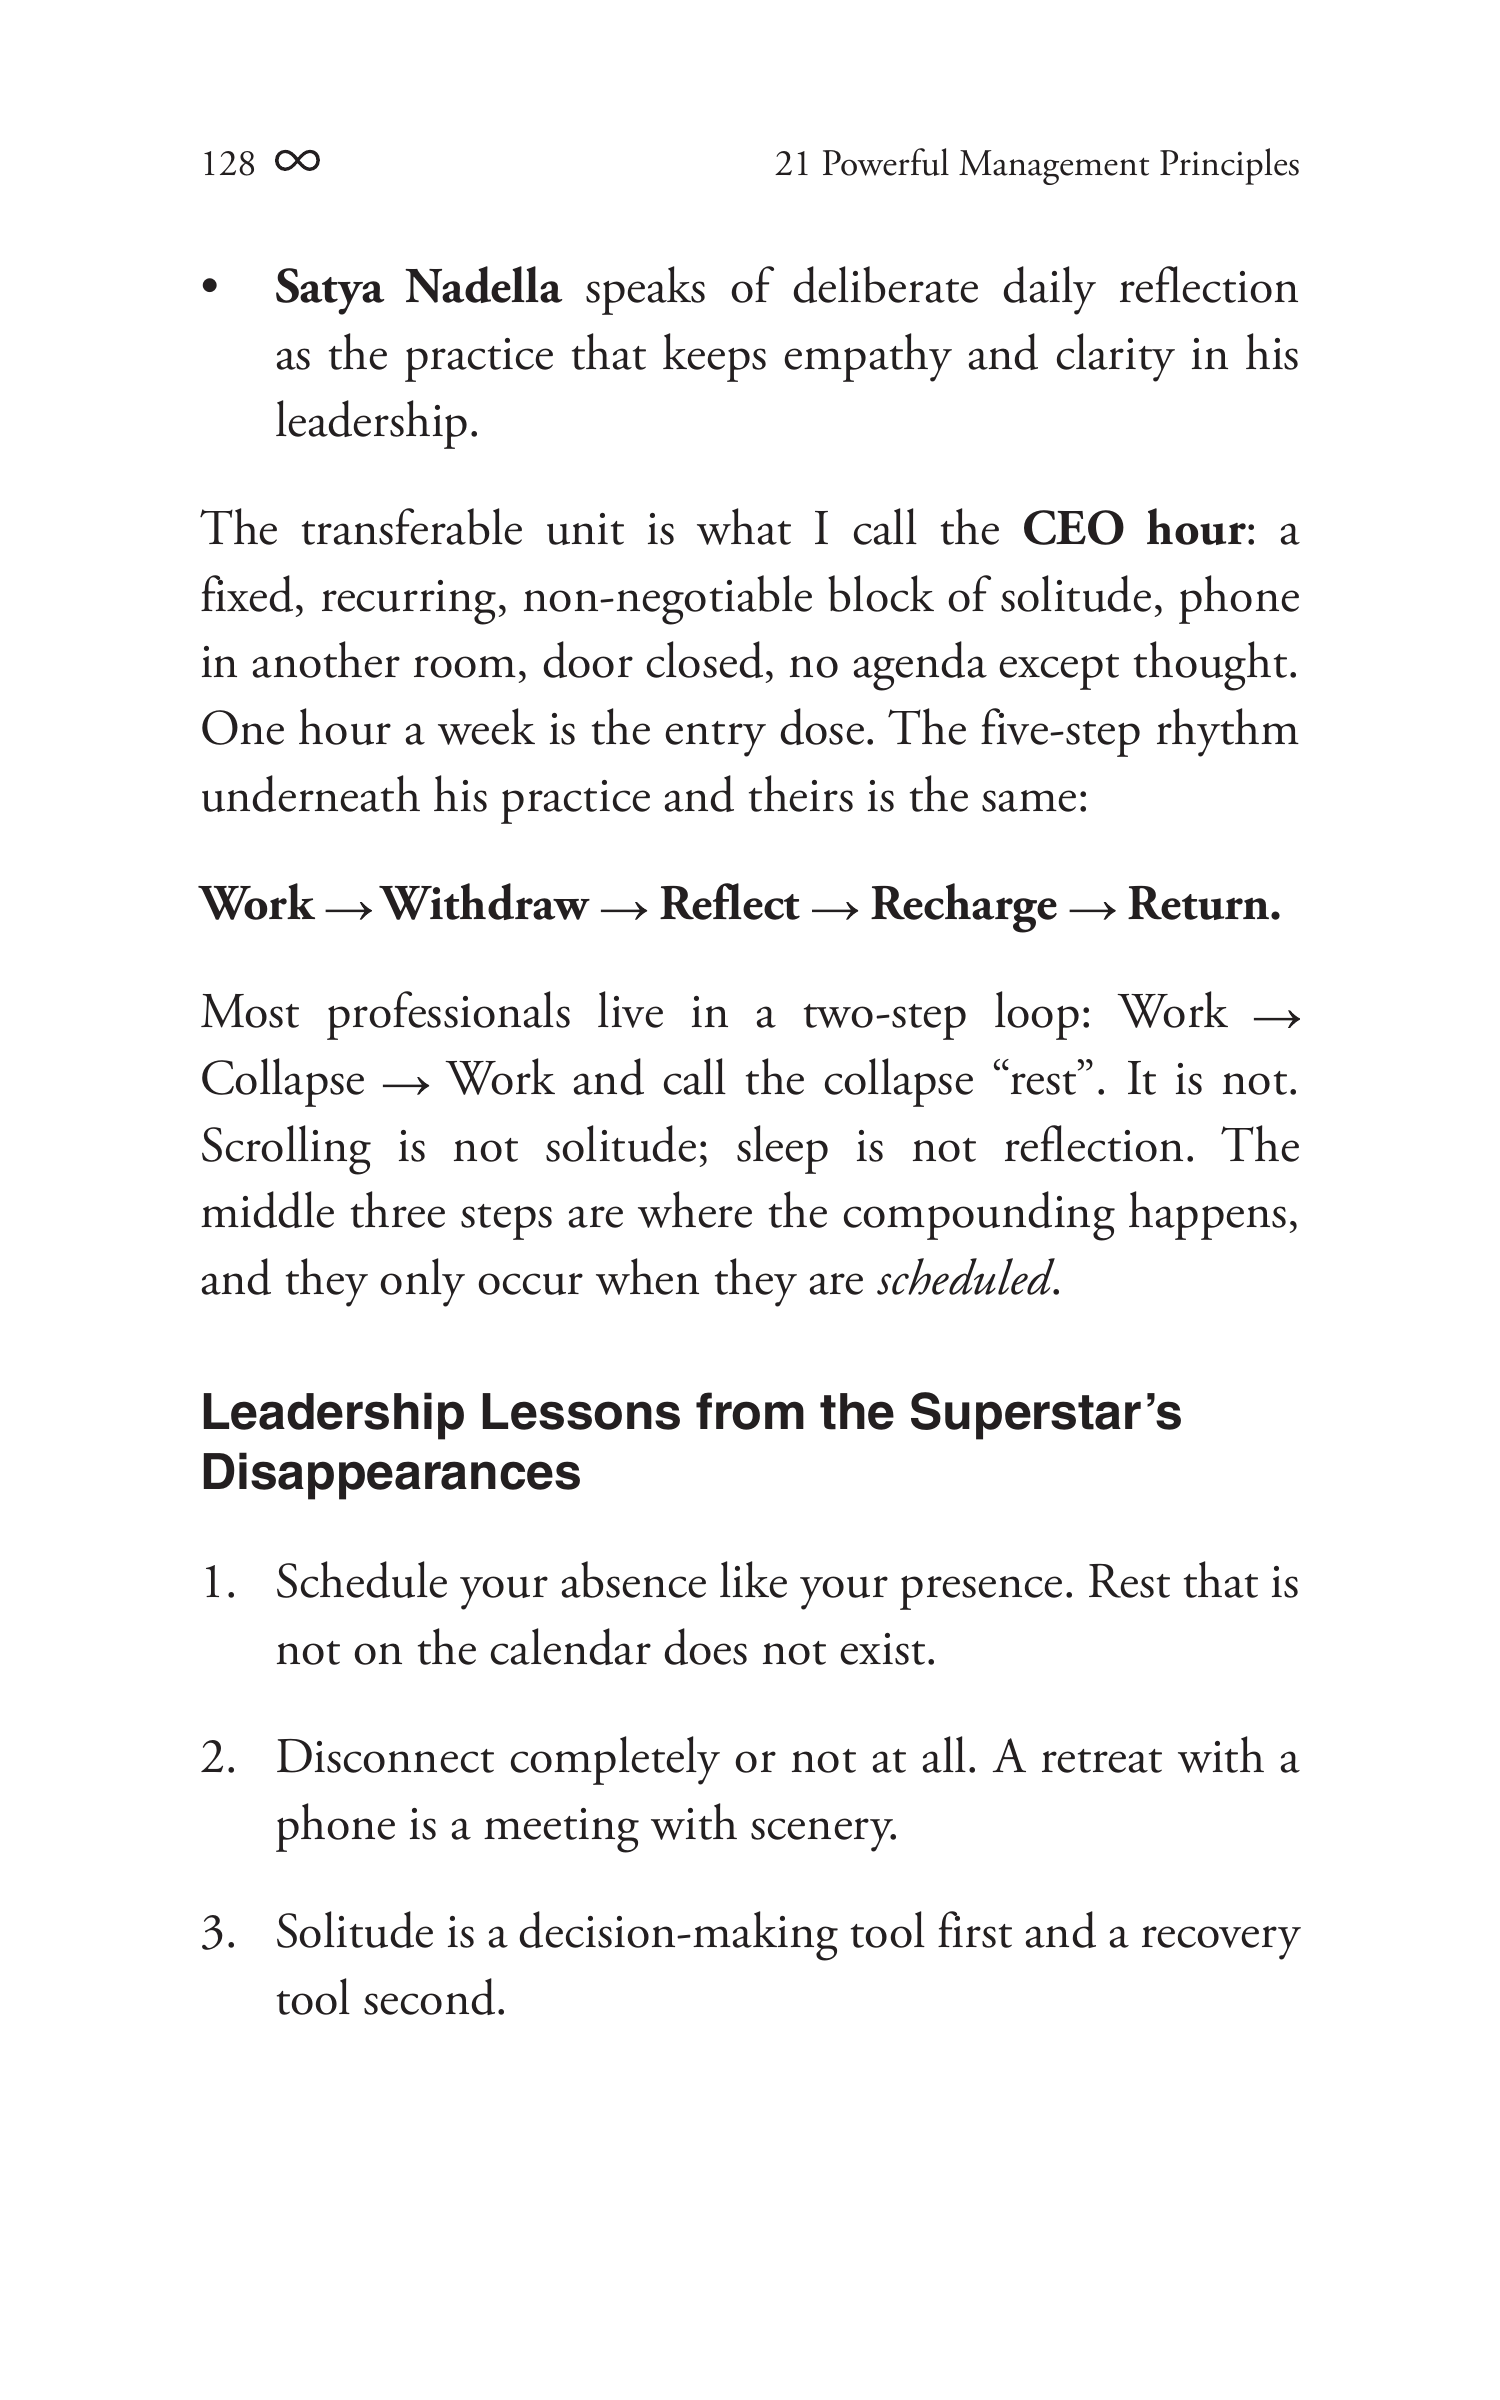 128 ∞ 21 Powerful Management Principles
• Satya Nadella speaks of deliberate daily reflection
as the practice that keeps empathy and clarity in his
leadership.
The transferable unit is what I call the CEO hour: a
fixed, recurring, non-negotiable block of solitude, phone
in another room, door closed, no agenda except thought.
One hour a week is the entry dose. The five-step rhythm
underneath his practice and theirs is the same:
Work → Withdraw → Reflect → Recharge → Return.
Most professionals live in a two-step loop: Work →
Collapse → Work and call the collapse “rest”. It is not.
Scrolling is not solitude; sleep is not reflection. The
middle three steps are where the compounding happens,
and they only occur when they are scheduled.
Leadership Lessons from the Superstar’s
Disappearances
1. Schedule your absence like your presence. Rest that is
not on the calendar does not exist.
2. Disconnect completely or not at all. A retreat with a
phone is a meeting with scenery.
3. Solitude is a decision-making tool first and a recovery
tool second.